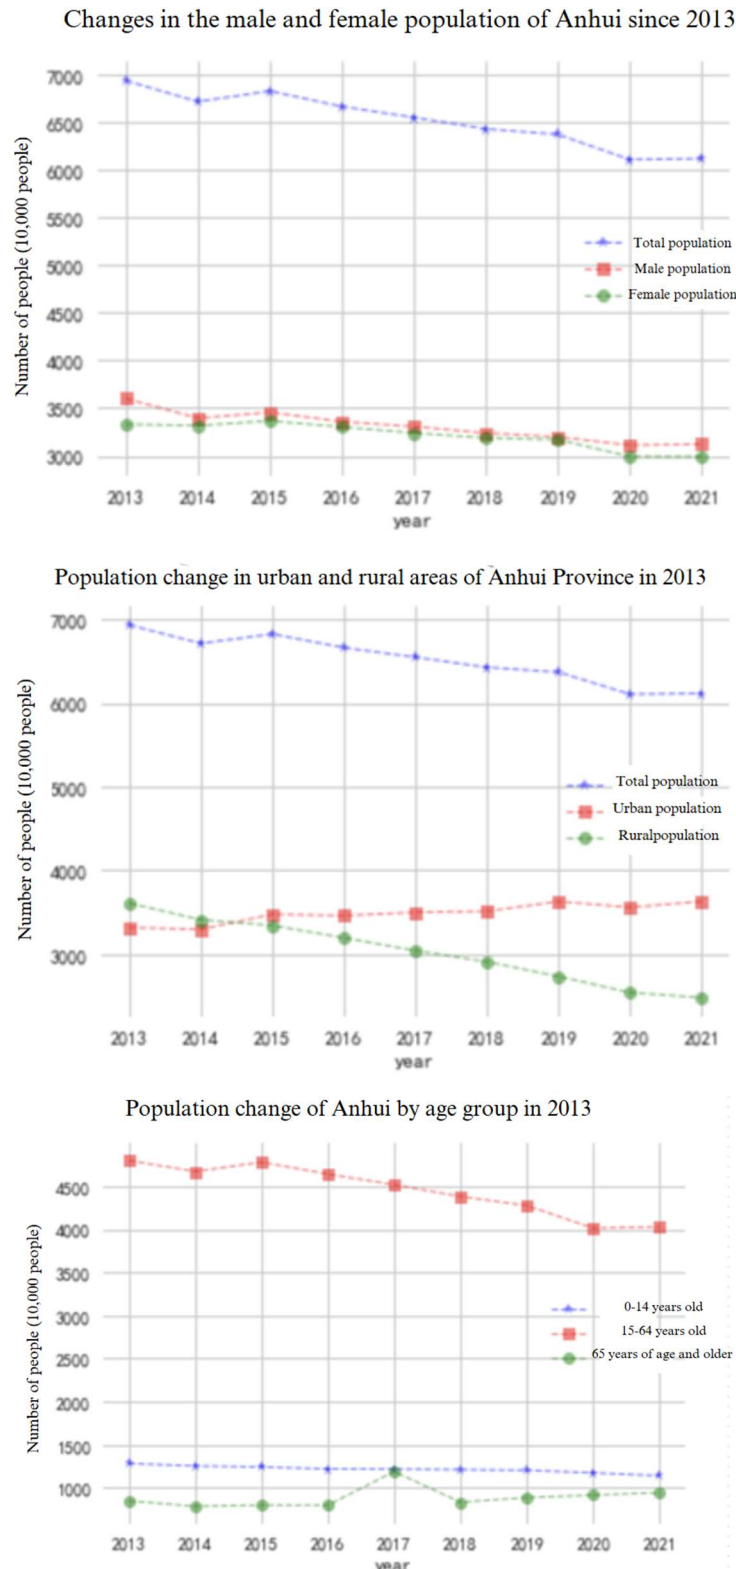 Changes in the male and female population of Anhui since 2013
7000
6500
6000
5500
5000
4500
4000
3500
3000
Number of people (10,000 people)
Total population
Male population
Female population
2013 2014 2015 2016 2017 2018 2019 2020 2021
year
Population change in urban and rural areas of Anhui Province in 2013
7000
6000
5000
4000
3000
Number of people (10,000 people)
Total population
Urban population
Ruralpopulation
2013 2014 2015 2016 2017 2018 2019 2020 2021
year
Population change of Anhui by age group in 2013
4500
4000
3500
3000
2500
2000
1500
1000
Number of people (10,000 people)
0-14 years old
15-64 years old
65 years of age and older
2013 2014 2015 2016 2017 2018 2019 2020 2021
year